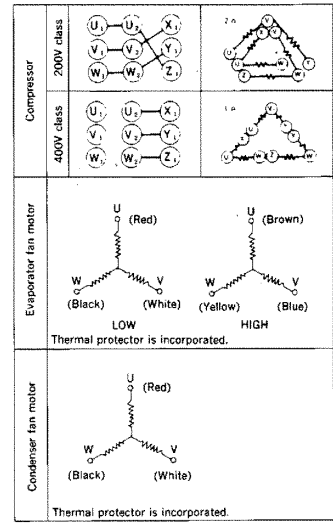 Compressor
200V class
U₁ U₂ X₁
V₁ V₂ Y₁
W₁ W₂ Z₁
400V class
U₁ U₂ X₁
V₁ V₂ Y₁
W₁ W₂ Z₁
Evaporator fan motor
U
(Red)
W
V
(Black)
(White)
LOW
U
(Brown)
W
V
(Yellow)
(Blue)
HIGH
Thermal protector is incorporated.
Condenser fan motor
U
(Red)
W
V
(Black)
(White)
Thermal protector is incorporated.